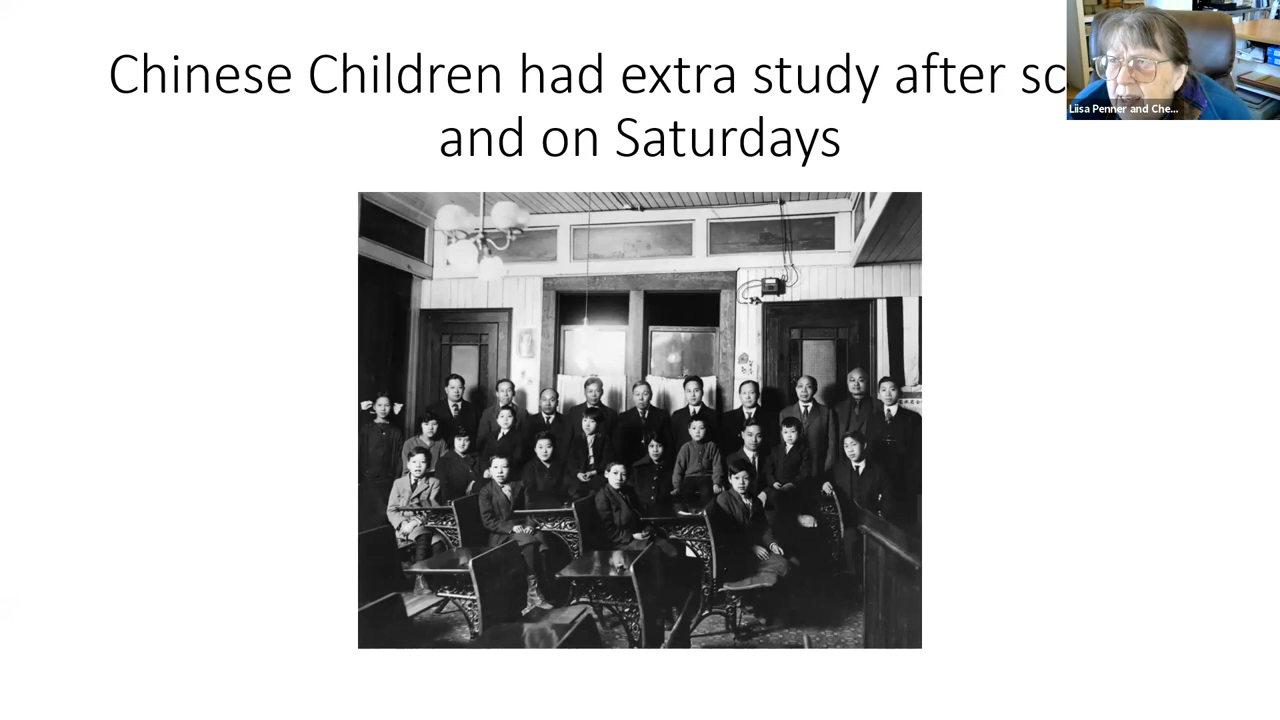 Chinese Children had extra study after sc
and on Saturdays
Liisa Penner and Che...